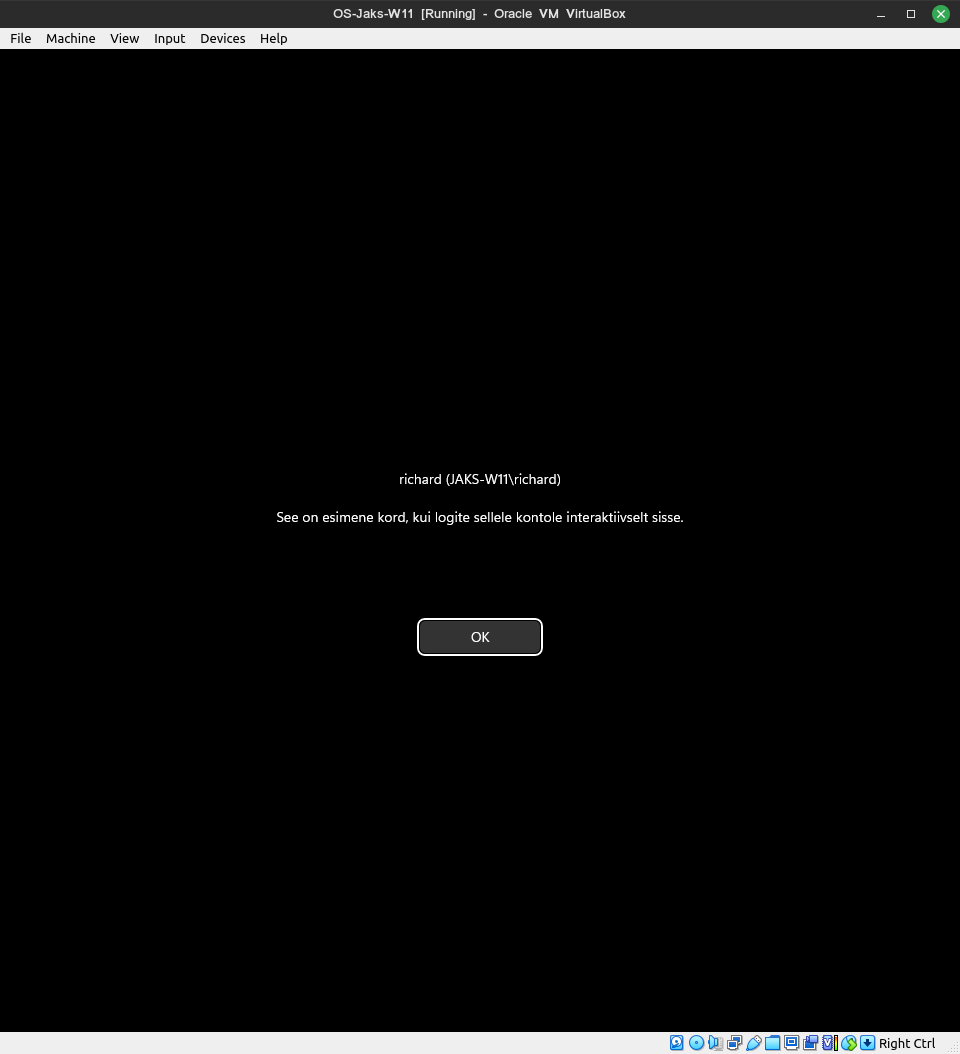 OS-Jaks-W11 [Running] - Oracle VM VirtualBox
File Machine View Input Devices Help
richard (JAKS-W11\richard)
See on esimene kord, kui logite sellele kontole interaktiivselt sisse.
OK
Right Ctrl